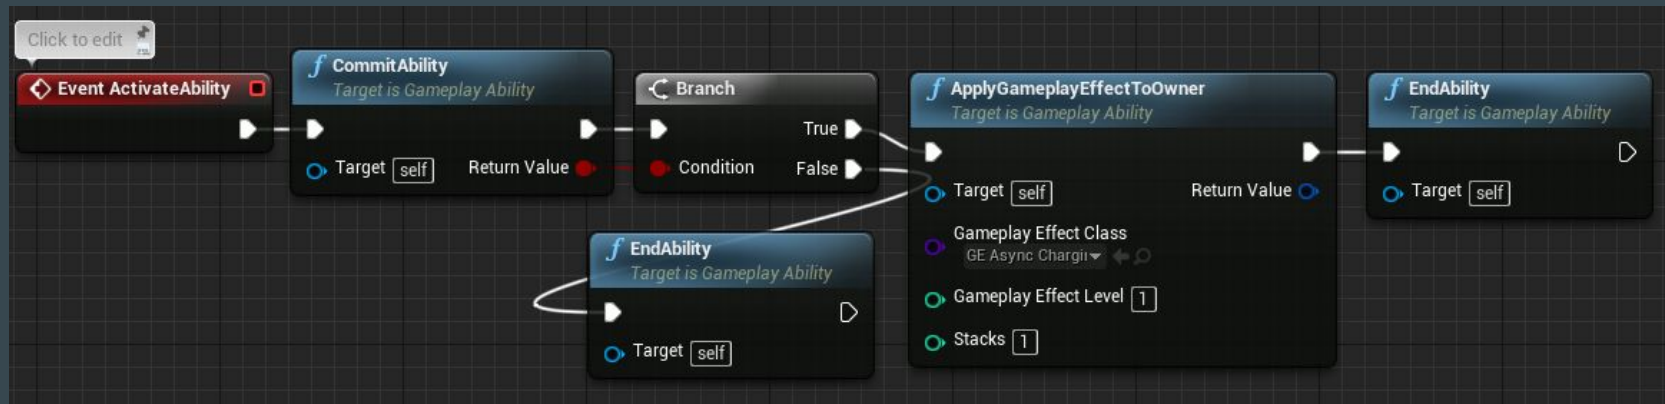 Click to edit
Event ActivateAbility
CommitAbility
Target is Gameplay Ability
Target self
Return Value
Branch
Condition
True
False
EndAbility
Target is Gameplay Ability
Target self
ApplyGameplayEffectToOwner
Target is Gameplay Ability
Target self
Return Value
Gameplay Effect Class
GE Async Chargii
Gameplay Effect Level 1
Stacks 1
EndAbility
Target is Gameplay Ability
Target self